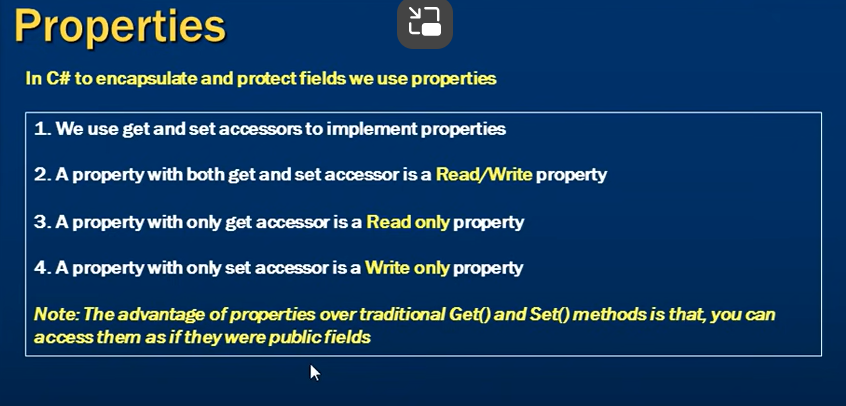 Properties
In C# to encapsulate and protect fields we use properties
1. We use get and set accessors to implement properties
2. A property with both get and set accessor is a Read/Write property
3. A property with only get accessor is a Read only property
4. A property with only set accessor is a Write only property
Note: The advantage of properties over traditional Get() and Set() methods is that, you can
access them as if they were public fields